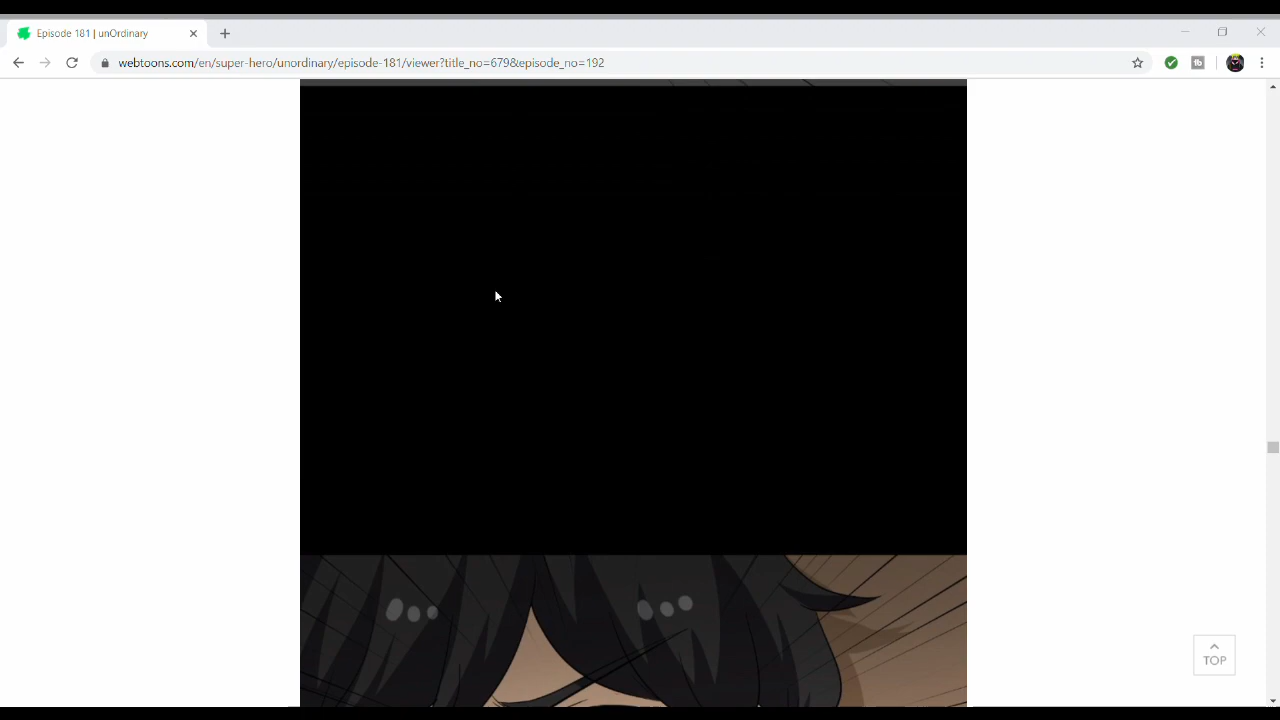 Episode 181 | unOrdinary
webtoons.com/en/super-hero/unordinary/episode-181/viewer?title_no=679&episode_no=192
TOP